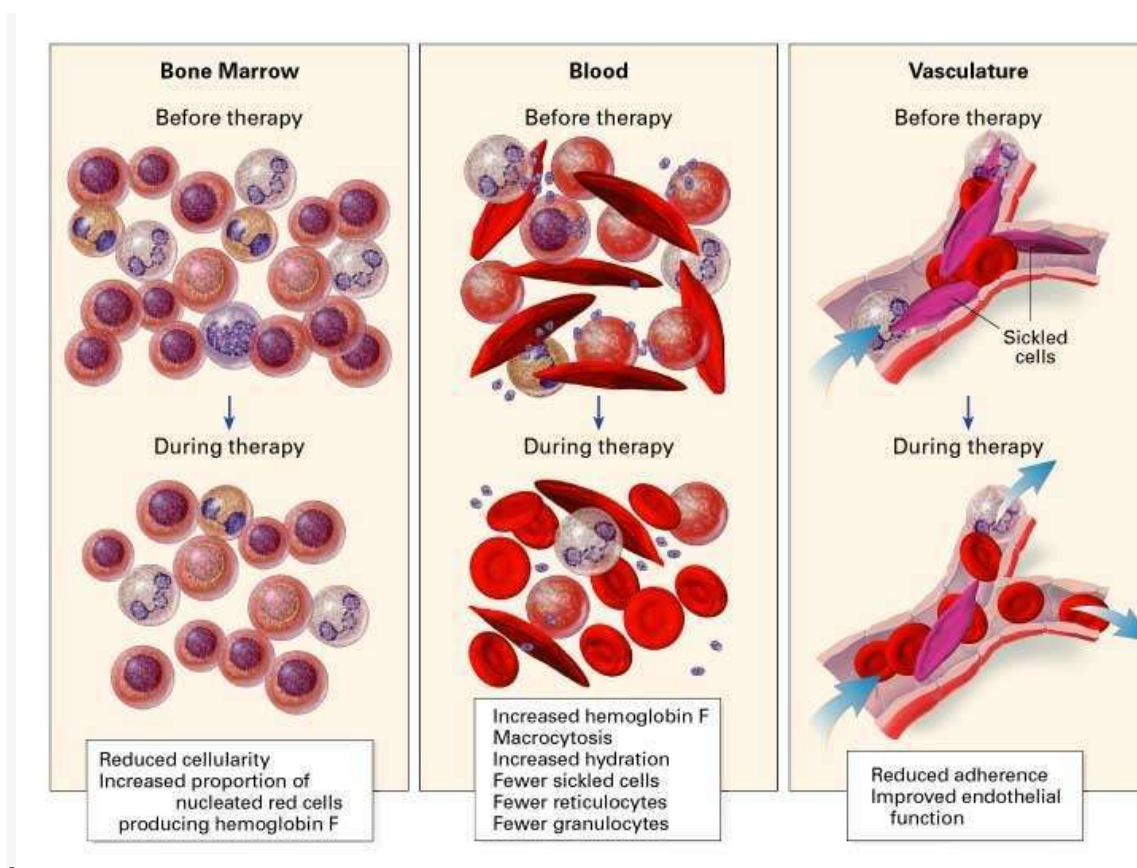 Bone Marrow
Before therapy
During therapy
Reduced cellularity
Increased proportion of
nucleated red cells
producing hemoglobin F
Blood
Before therapy
During therapy
Increased hemoglobin F
Macrocytosis
Increased hydration
Fewer sickled cells
Fewer reticulocytes
Fewer granulocytes
Vasculature
Before therapy
Sickled
cells
During therapy
Reduced adherence
Improved endothelial
function